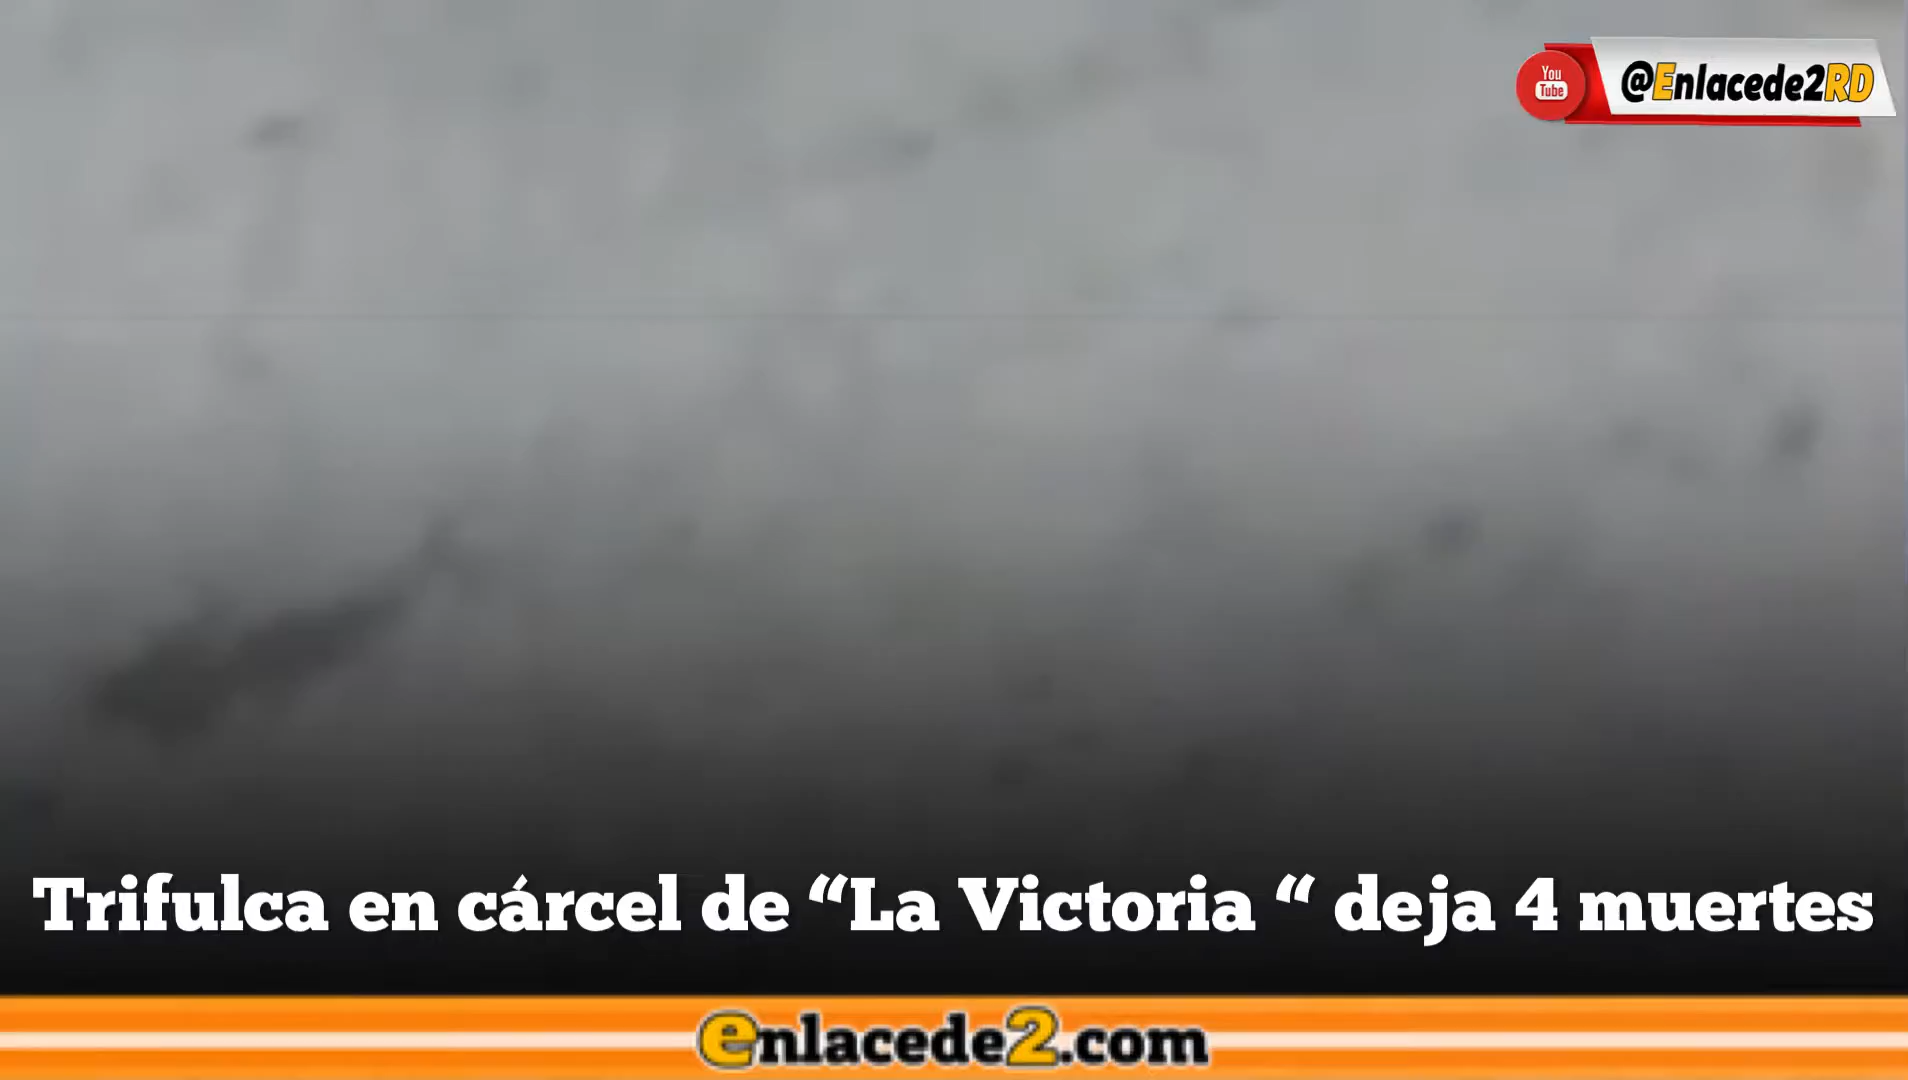 You
Tube
@Enlacede2RD
Trifulca en cárcel de “La Victoria “ deja 4 muertes
enlacede2.com